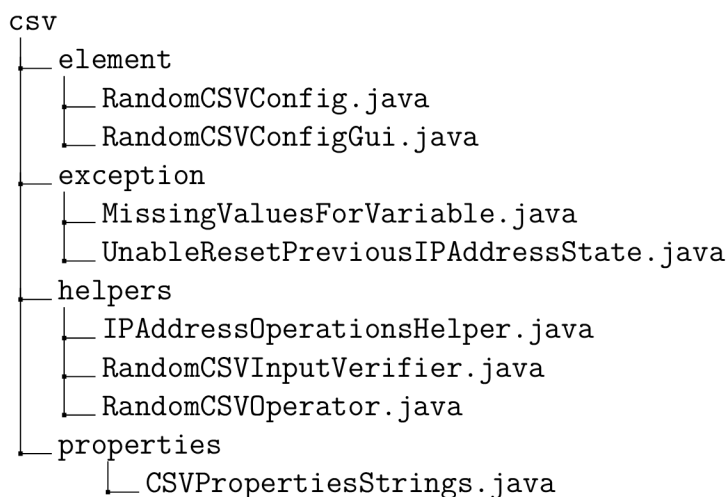 csv
element
RandomCSVConfig.java
RandomCSVConfigGui.java
exception
MissingValuesForVariable.java
UnableResetPreviousIPAddressState.java
helpers
IPAddressOperationsHelper.java
RandomCSVInputVerifier.java
RandomCSVOperator.java
properties
CSVPropertiesStrings.java